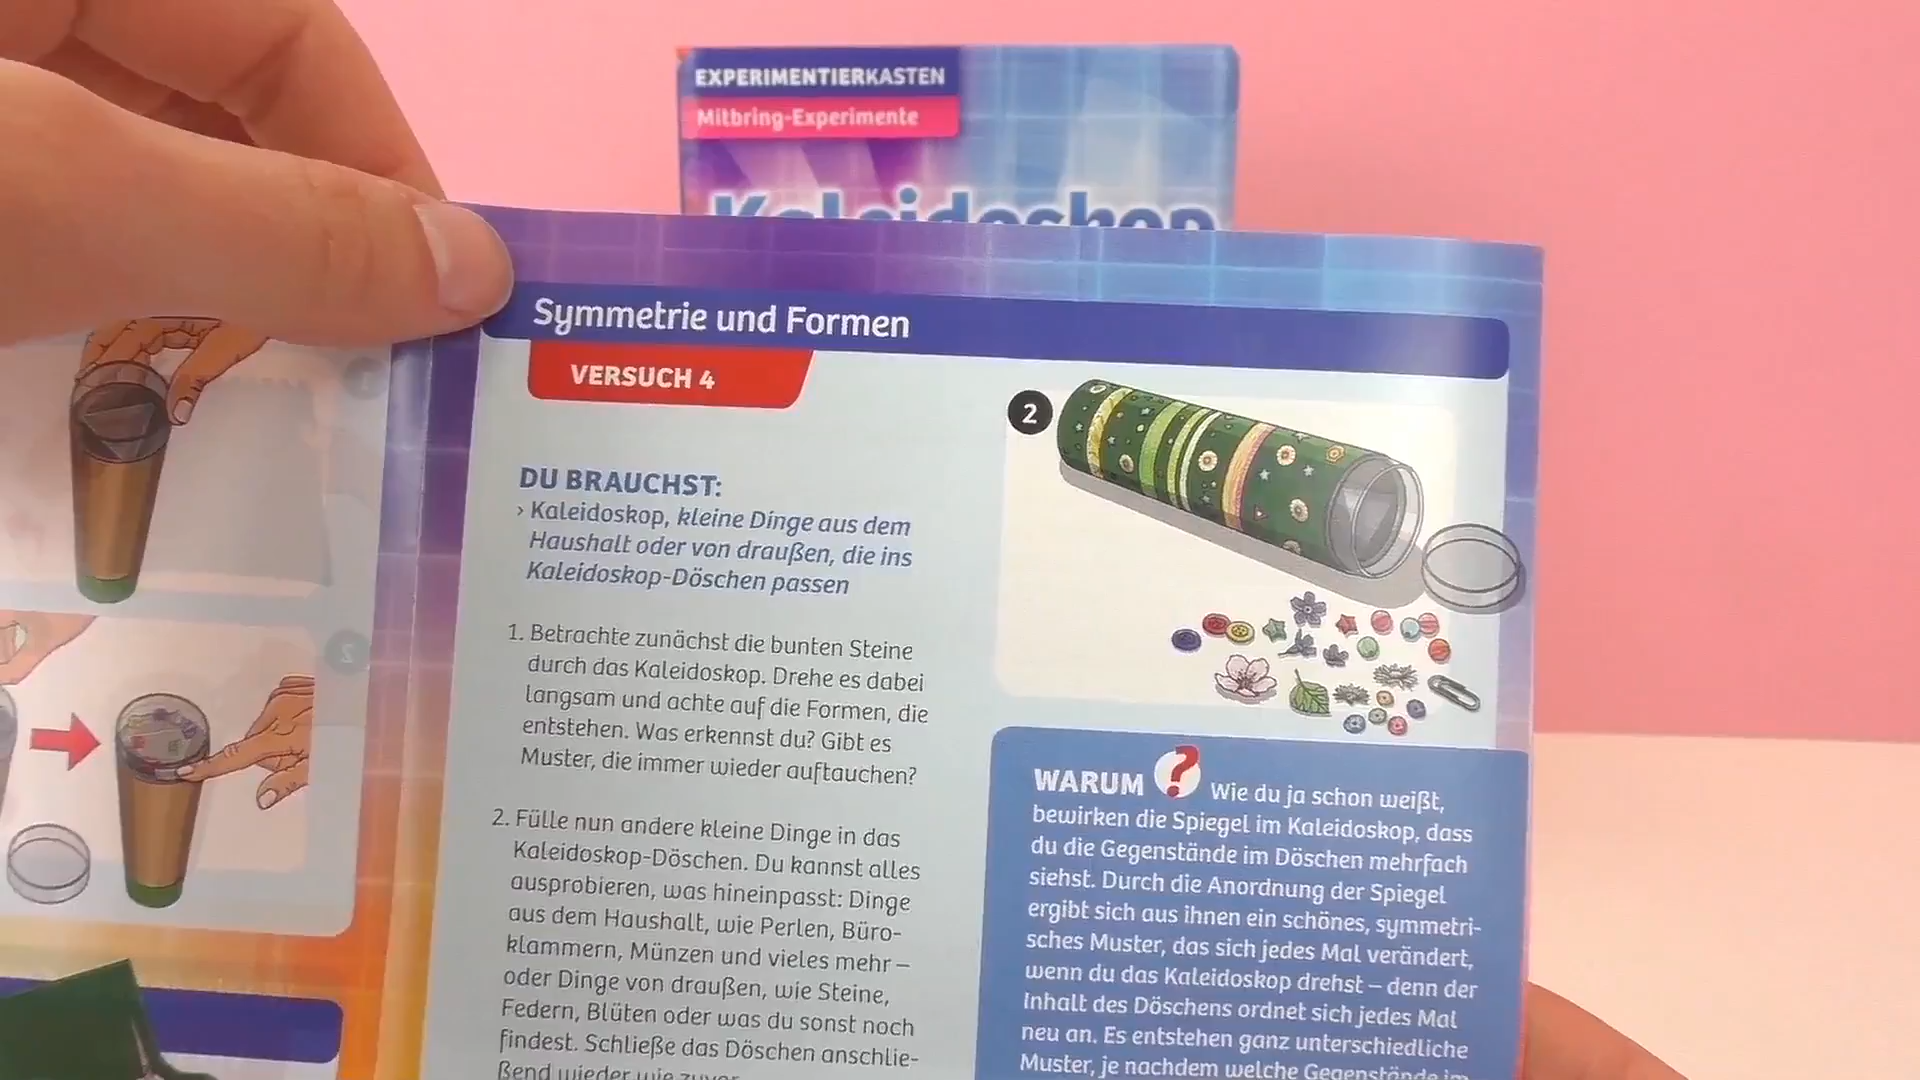 EXPERIMENTIERKASTEN
Mitbring-Experimente
Kaleidoskop
Symmetrie und Formen
VERSUCH 4
DU BRAUCHST:
› Kaleidoskop, kleine Dinge aus dem
Haushalt oder von draußen, die ins
Kaleidoskop-Döschen passen
1. Betrachte zunächst die bunten Steine
durch das Kaleidoskop. Drehe es dabei
langsam und achte auf die Formen, die
entstehen. Was erkennst du? Gibt es
Muster, die immer wieder auftauchen?
2. Fülle nun andere kleine Dinge in das
Kaleidoskop-Döschen. Du kannst alles
ausprobieren, was hineinpasst: Dinge
aus dem Haushalt, wie Perlen, Büro-
klammern, Münzen und vieles mehr –
oder Dinge von draußen, wie Steine,
Federn, Blüten oder was du sonst noch
findest. Schließe das Döschen anschlie-
ßend wieder wie zuvor.
2
WARUM ? Wie du ja schon weißt,
bewirken die Spiegel im Kaleidoskop, dass
du die Gegenstände im Döschen mehrfach
siehst. Durch die Anordnung der Spiegel
ergibt sich aus ihnen ein schönes, symmetri-
sches Muster, das sich jedes Mal verändert,
wenn du das Kaleidoskop drehst – denn der
Inhalt des Döschens ordnet sich jedes Mal
neu an. Es entstehen ganz unterschiedliche
Muster, je nachdem welche Gegenstände im